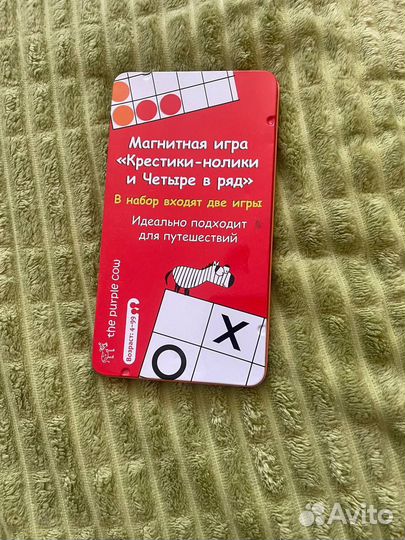 Магнитная игра
«Крестики-нолики
и Четыре в ряд»
В набор входят две игры
Идеально подходит
для путешествий
the purple cow
Возраст: 4-99
X
O
Avito